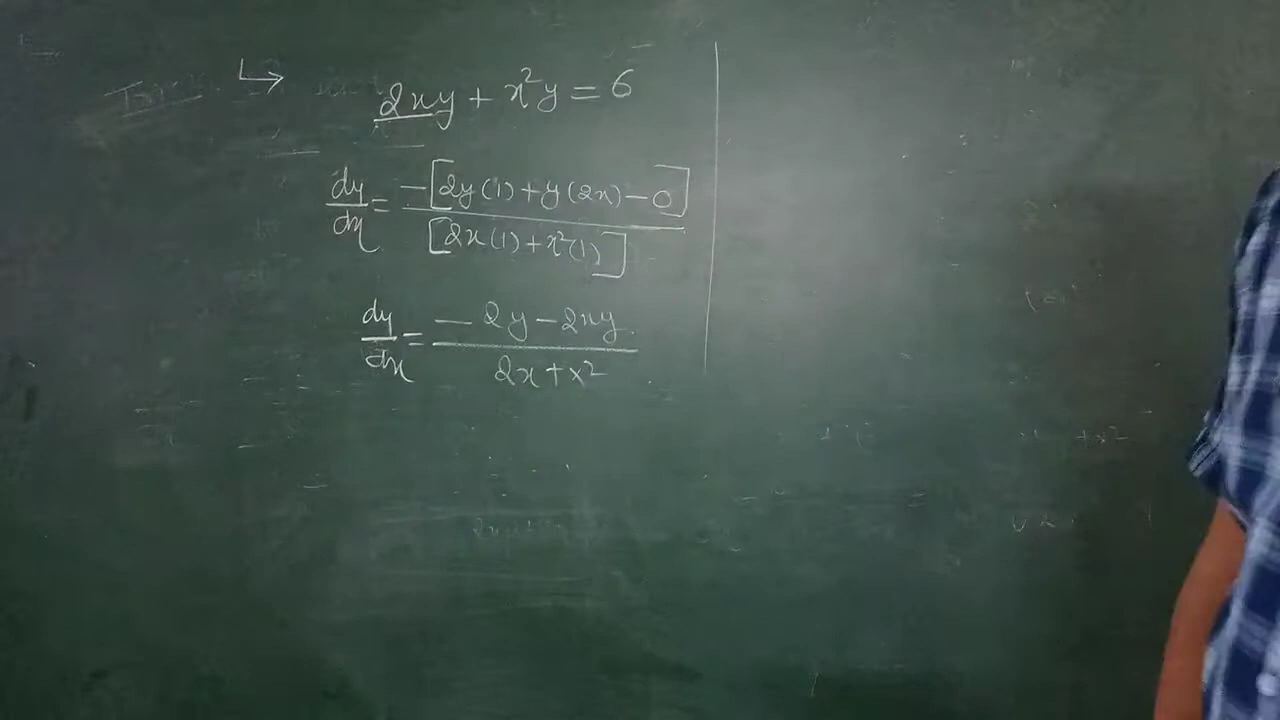 2xy + x²y = 6
dy/dx = -[2y(1) + y(2x) - 0] / [2x(1) + x²(1)]
dy/dx = - 2y - 2xy / 2x + x²